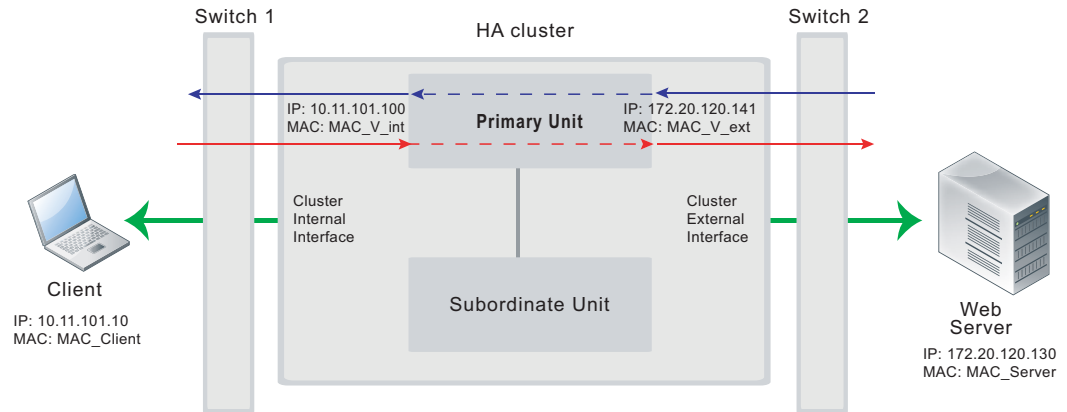 Switch 1
HA cluster
Switch 2
IP: 10.11.101.100
MAC: MAC_V_int
Primary Unit
IP: 172.20.120.141
MAC: MAC_V_ext
Cluster
Internal
Interface
Cluster
External
Interface
Client
IP: 10.11.101.10
MAC: MAC_Client
Subordinate Unit
Web
Server
IP: 172.20.120.130
MAC: MAC_Server